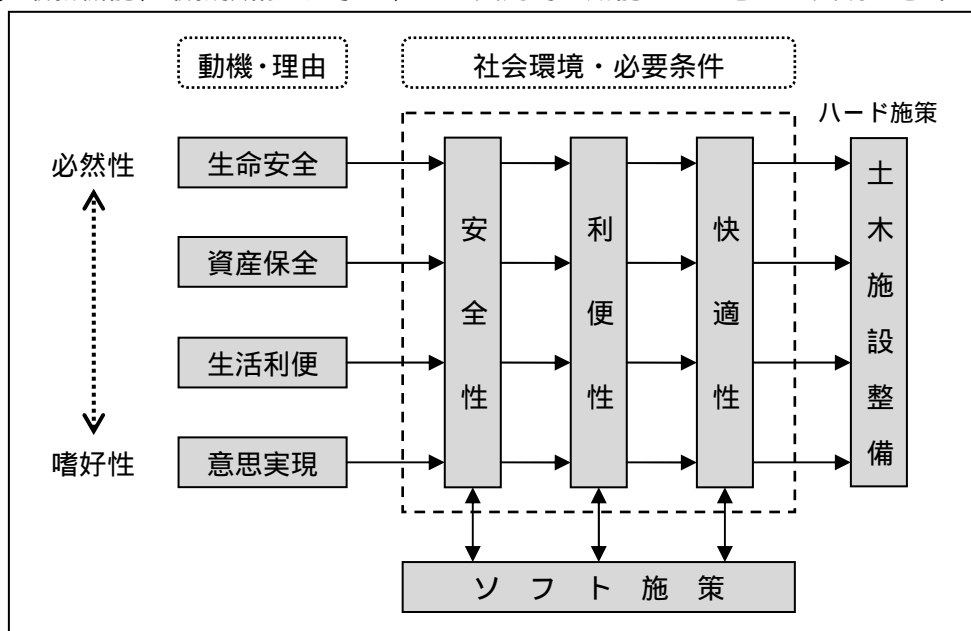 動機・理由
社会環境・必要条件
ハード施策
必然性
嗜好性
生命安全
資産保全
生活利便
意思実現
安全性
利便性
快適性
土木施設整備
ソフト施策